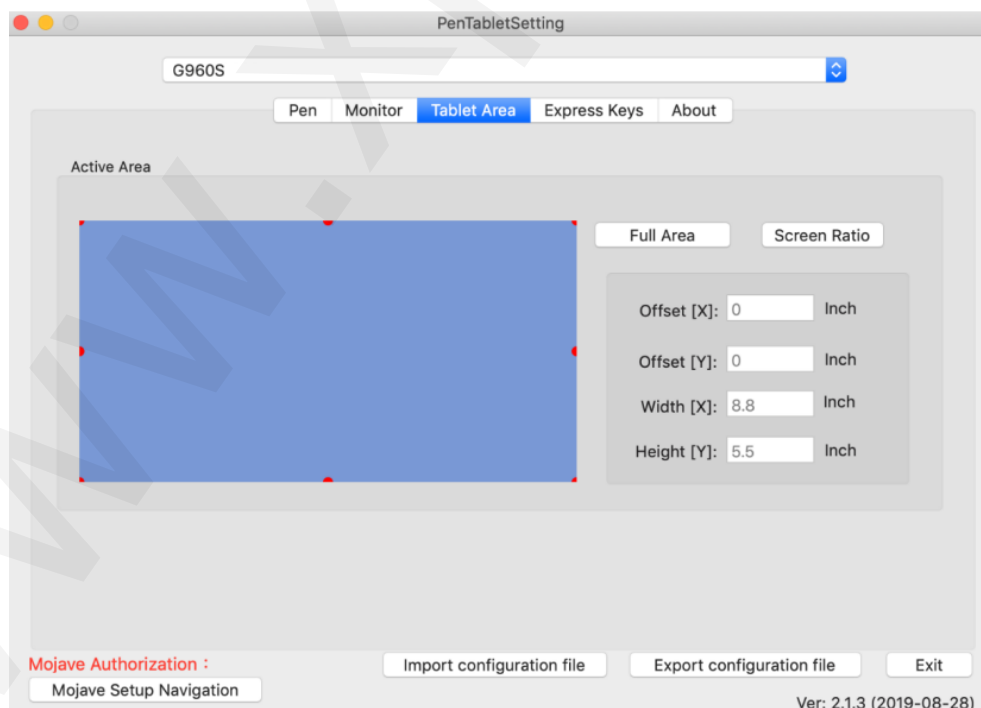 PenTabletSetting
G960S
Pen Monitor Tablet Area Express Keys About
Active Area
Full Area Screen Ratio
Offset [X]: 0 Inch
Offset [Y]: 0 Inch
Width [X]: 8.8 Inch
Height [Y]: 5.5 Inch
Mojave Authorization：
Import configuration file Export configuration file Exit
Mojave Setup Navigation
Ver: 2.1.3 (2019-08-28)